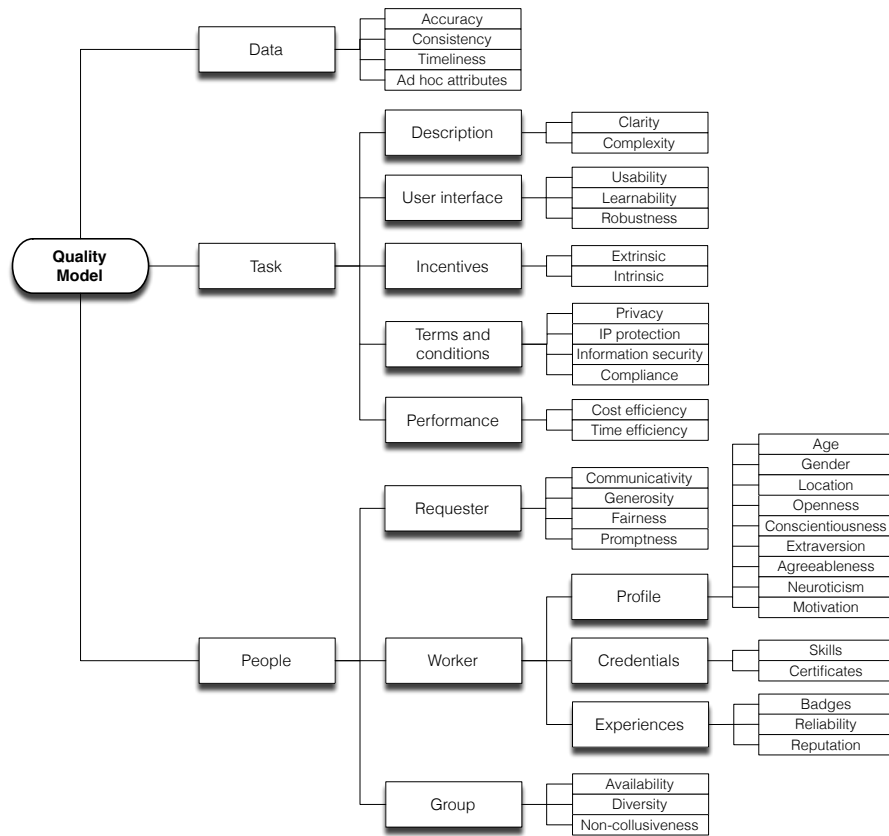 Quality
Model
Data
Accuracy
Consistency
Timeliness
Ad hoc attributes
Task
Description
Clarity
Complexity
User interface
Usability
Learnability
Robustness
Incentives
Extrinsic
Intrinsic
Terms and
conditions
Privacy
IP protection
Information security
Compliance
Performance
Cost efficiency
Time efficiency
People
Requester
Communicativity
Generosity
Fairness
Promptness
Worker
Profile
Age
Gender
Location
Openness
Conscientiousness
Extraversion
Agreeableness
Neuroticism
Motivation
Credentials
Skills
Certificates
Experiences
Badges
Reliability
Reputation
Group
Availability
Diversity
Non-collusiveness